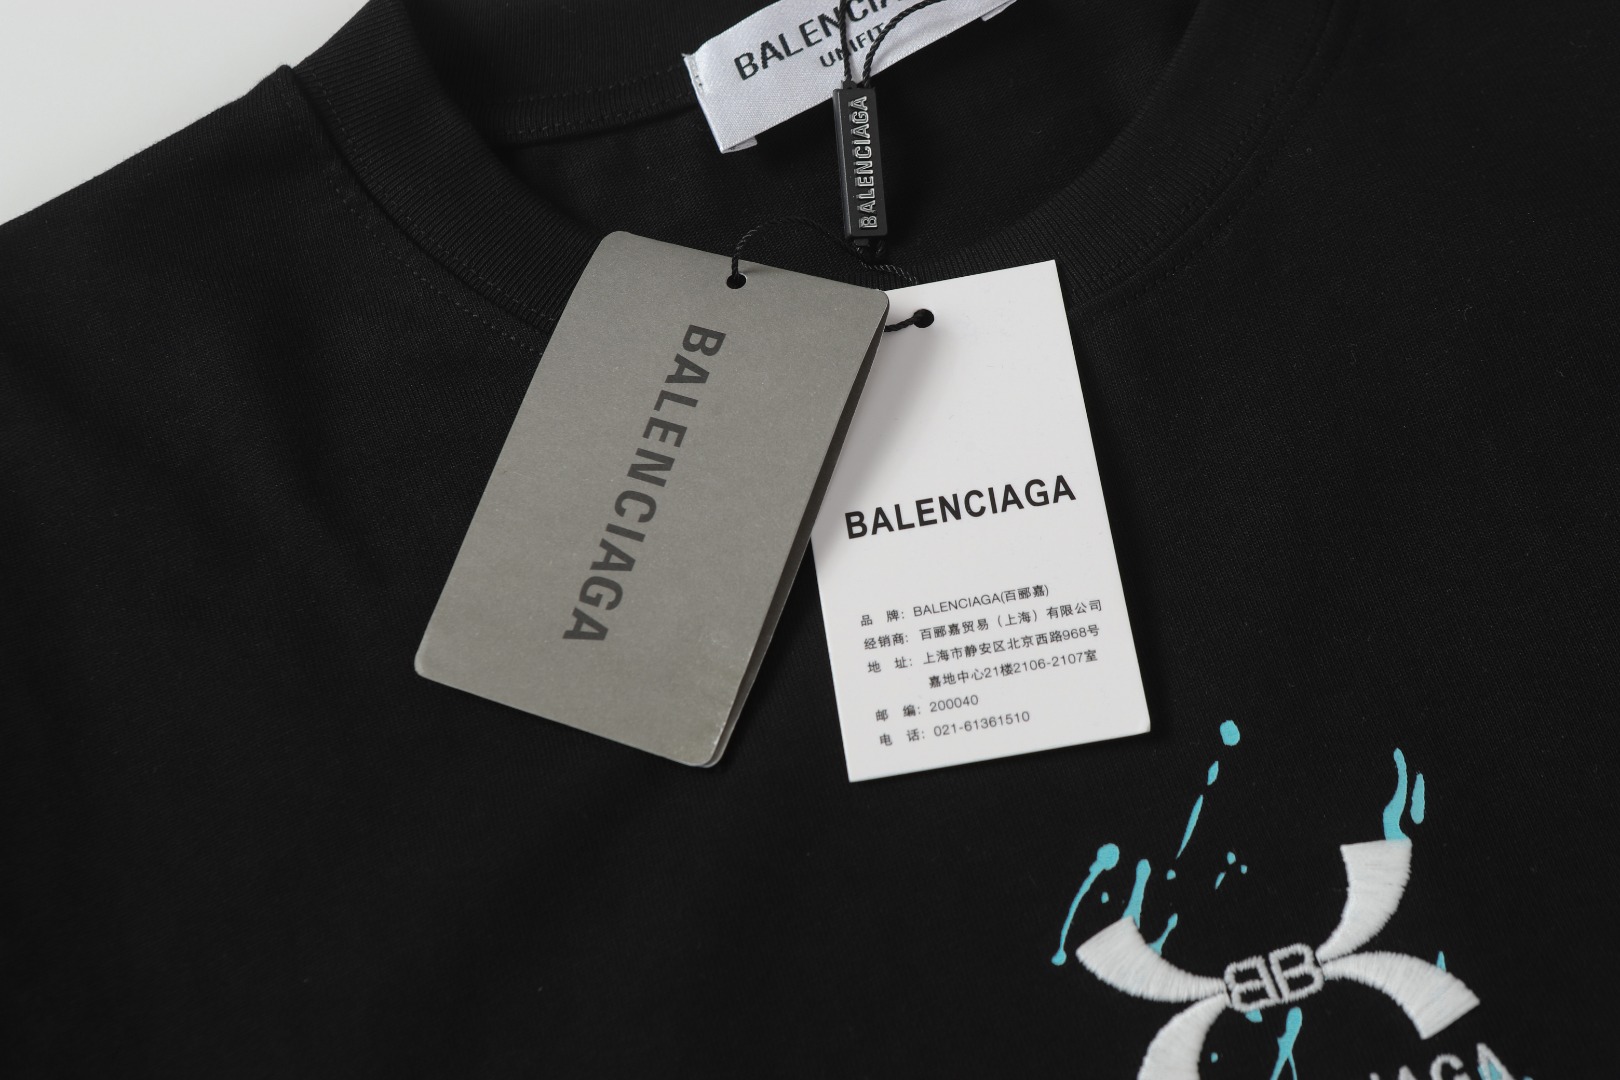 BALENCIAGA
UNIFIT
BALENCIAGA
BALENCIAGA
BALENCIAGA
品 牌：BALENCIAGA(百郦嘉)
经销商：百郦嘉贸易（上海）有限公司
地 址：上海市静安区北京西路968号
嘉地中心21楼2106-2107室
邮 编：200040
电 话：021-61361510
BB